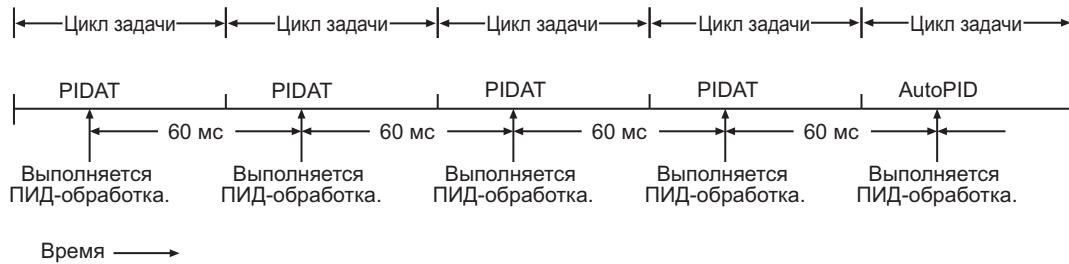 Цикл задачи Цикл задачи Цикл задачи Цикл задачи Цикл задачи
PIDAT PIDAT PIDAT PIDAT AutoPID
60 мс 60 мс 60 мс 60 мс
Выполняется Выполняется Выполняется Выполняется Выполняется
ПИД-обработка. ПИД-обработка. ПИД-обработка. ПИД-обработка. ПИД-обработка.
Время